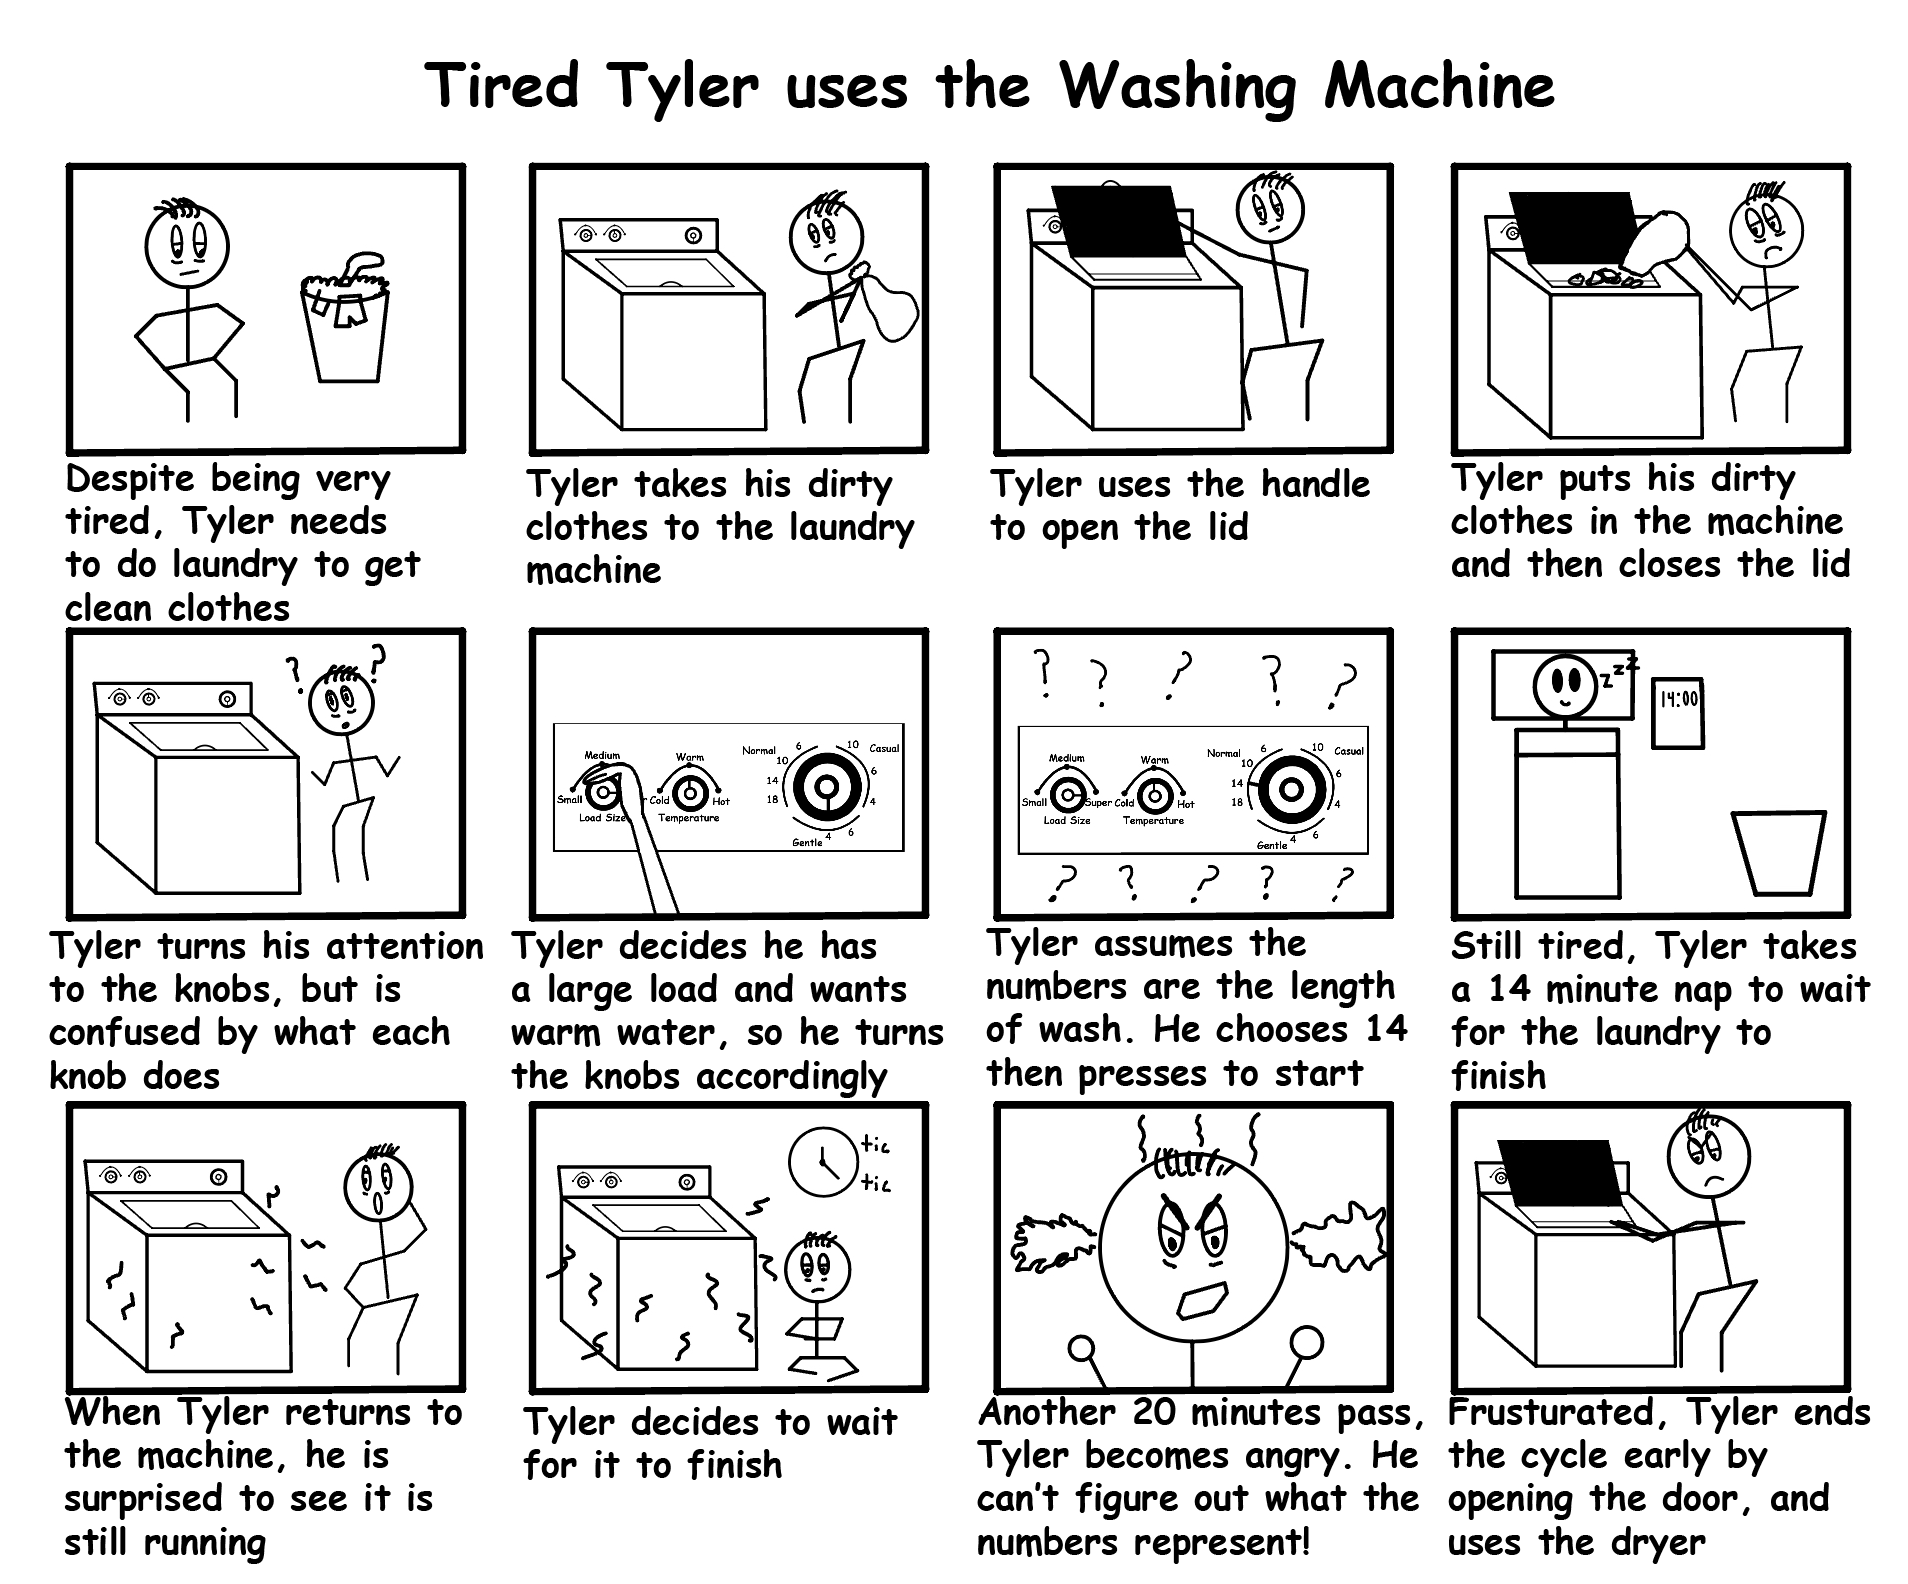 Tired Tyler uses the Washing Machine
Despite being very
tired, Tyler needs
to do laundry to get
clean clothes
Tyler takes his dirty
clothes to the laundry
machine
Tyler uses the handle
to open the lid
Tyler puts his dirty
clothes in the machine
and then closes the lid
? ?
Tyler turns his attention
to the knobs, but is
confused by what each
knob does
Medium
Small
r
Load Size
Warm
Cold
Hot
Temperature
Normal
6
10
14
18
10
Casual
6
4
Gentle
4
6
Tyler decides he has
a large load and wants
warm water, so he turns
the knobs accordingly
? ? ? ? ?
Medium
Small
Super
Load Size
Warm
Cold
Hot
Temperature
Normal
6
10
14
18
10
Casual
6
4
Gentle
4
6
? ? ? ? ?
Tyler assumes the
numbers are the length
of wash. He chooses 14
then presses to start
z z z
14:00
Still tired, Tyler takes
a 14 minute nap to wait
for the laundry to
finish
When Tyler returns to
the machine, he is
surprised to see it is
still running
tic
tic
Tyler decides to wait
for it to finish
Another 20 minutes pass,
Tyler becomes angry. He
can't figure out what the
numbers represent!
Frusturated, Tyler ends
the cycle early by
opening the door, and
uses the dryer